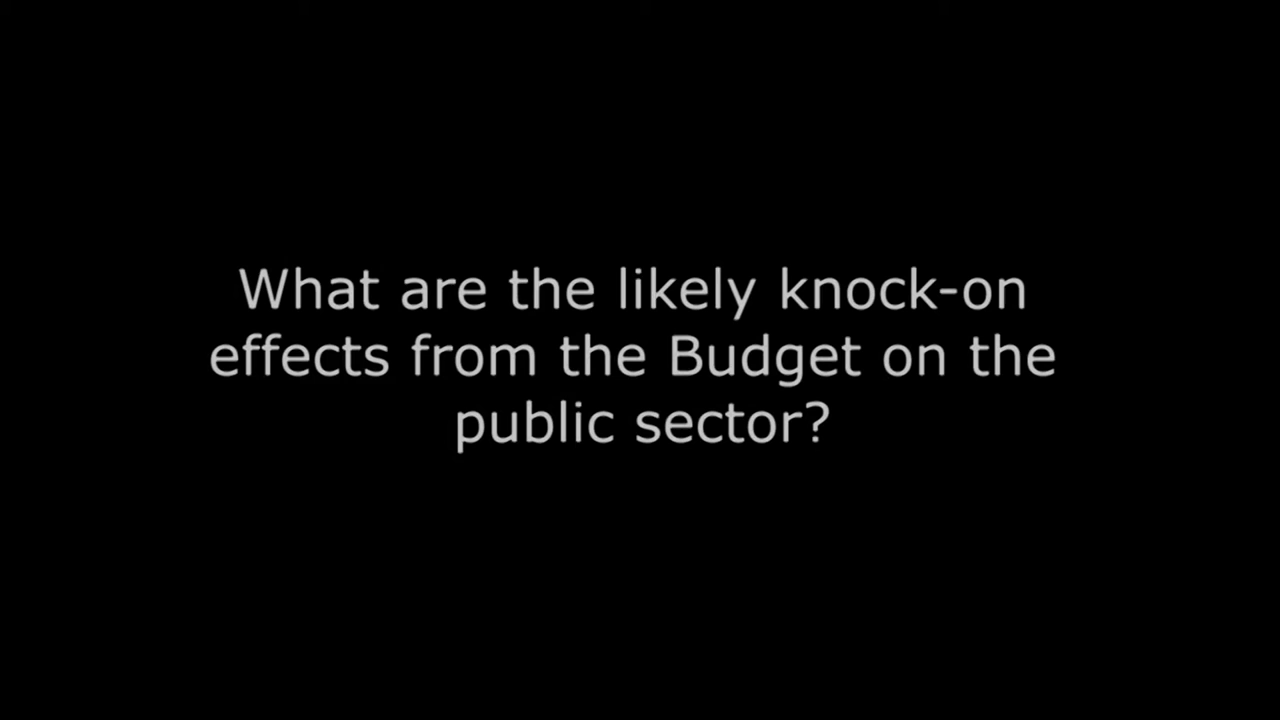 What are the likely knock-on
effects from the Budget on the
public sector?